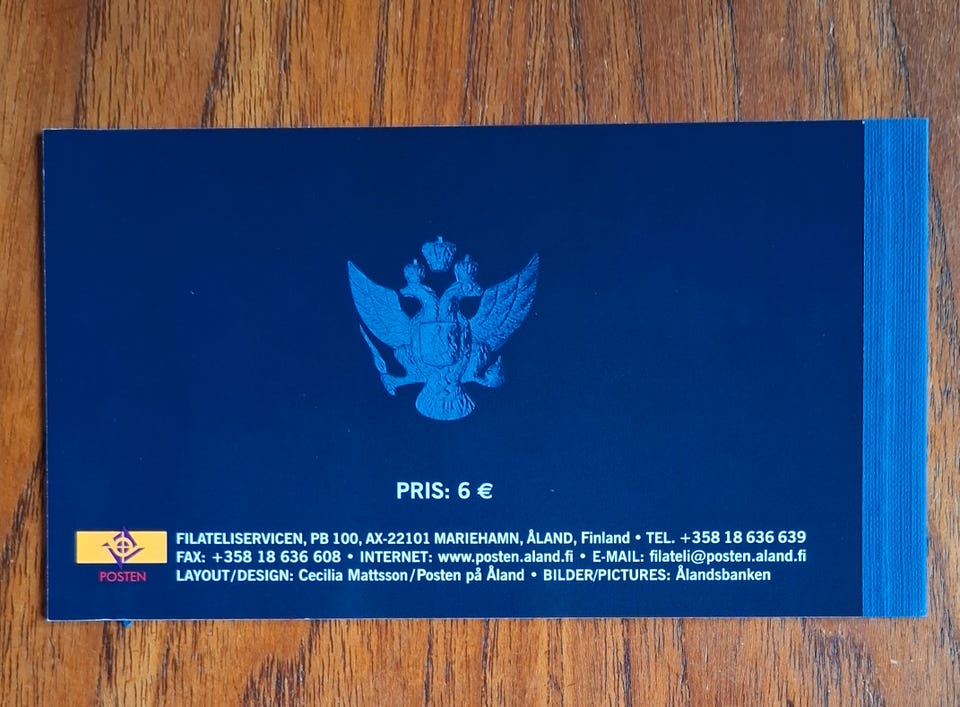 PRIS: 6 €
FILATELISERVICEN, PB 100, AX-22101 MARIEHAMN, ÅLAND, Finland • TEL. +358 18 636 639
FAX: +358 18 636 608 • INTERNET: www.posten.aland.fi • E-MAIL: filateli@posten.aland.fi
POSTEN
LAYOUT/DESIGN: Cecilia Mattsson/Posten på Åland • BILDER/PICTURES: Ålandsbanken